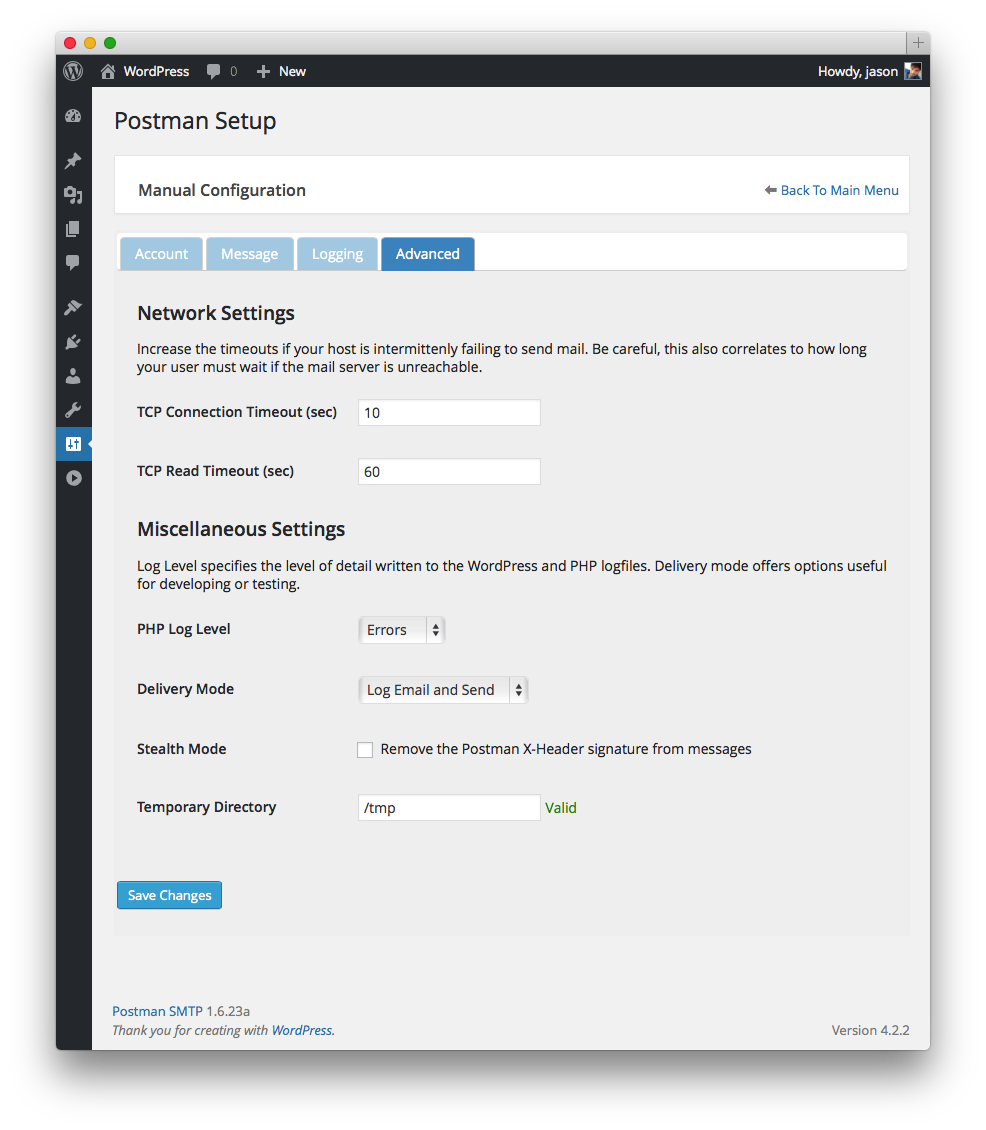 WordPress 0 New Howdy, jason
Postman Setup
Manual Configuration Back To Main Menu
Account Message Logging Advanced
Network Settings
Increase the timeouts if your host is intermittenly failing to send mail. Be careful, this also correlates to how long
your user must wait if the mail server is unreachable.
TCP Connection Timeout (sec) 10
TCP Read Timeout (sec) 60
Miscellaneous Settings
Log Level specifies the level of detail written to the WordPress and PHP logfiles. Delivery mode offers options useful
for developing or testing.
PHP Log Level Errors
Delivery Mode Log Email and Send
Stealth Mode Remove the Postman X-Header signature from messages
Temporary Directory /tmp Valid
Save Changes
Postman SMTP 1.6.23a
Thank you for creating with WordPress. Version 4.2.2